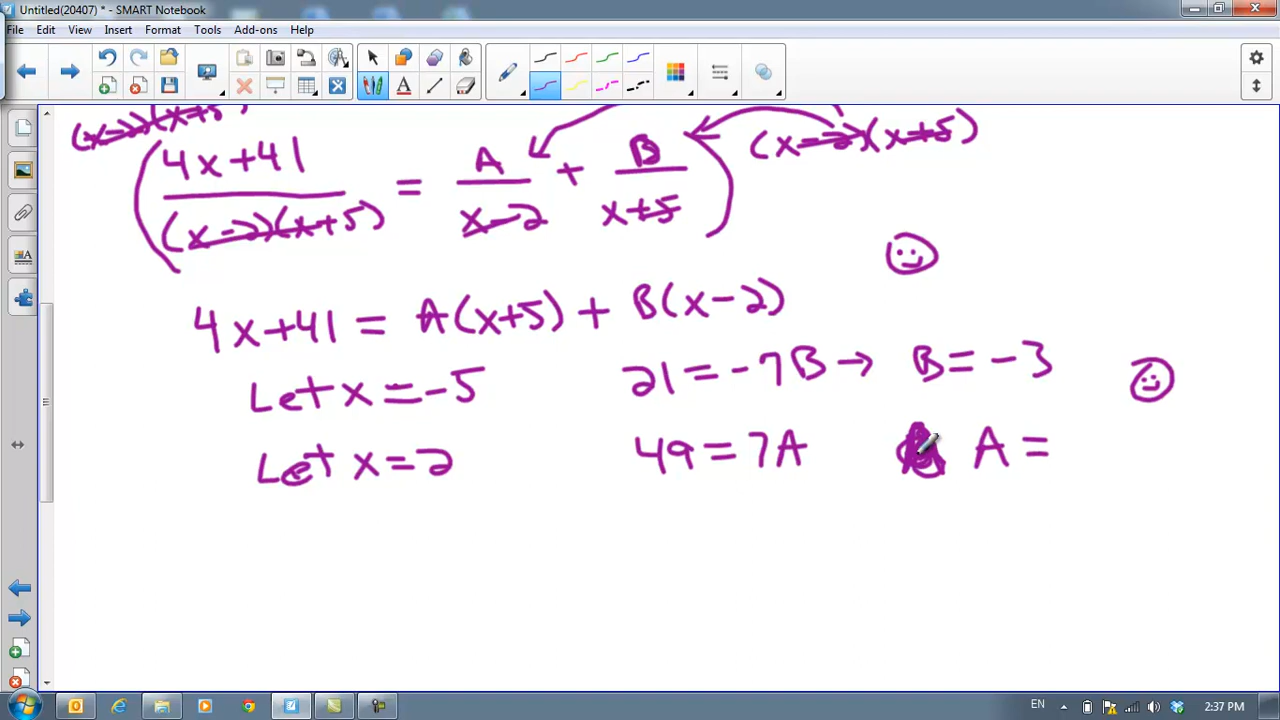 Untitled(20407) * - SMART Notebook
File Edit View Insert Format Tools Add-ons Help
(x-2)(x+5)
(x-2)(x+5)
4x+41 = A + B
(x-2)(x+5) x-2 x+5
4x+41 = A(x+5) + B(x-2)
Let x=-5 21=-7B→ B=-3
Let x=2 49=7A A=
EN 2:37 PM